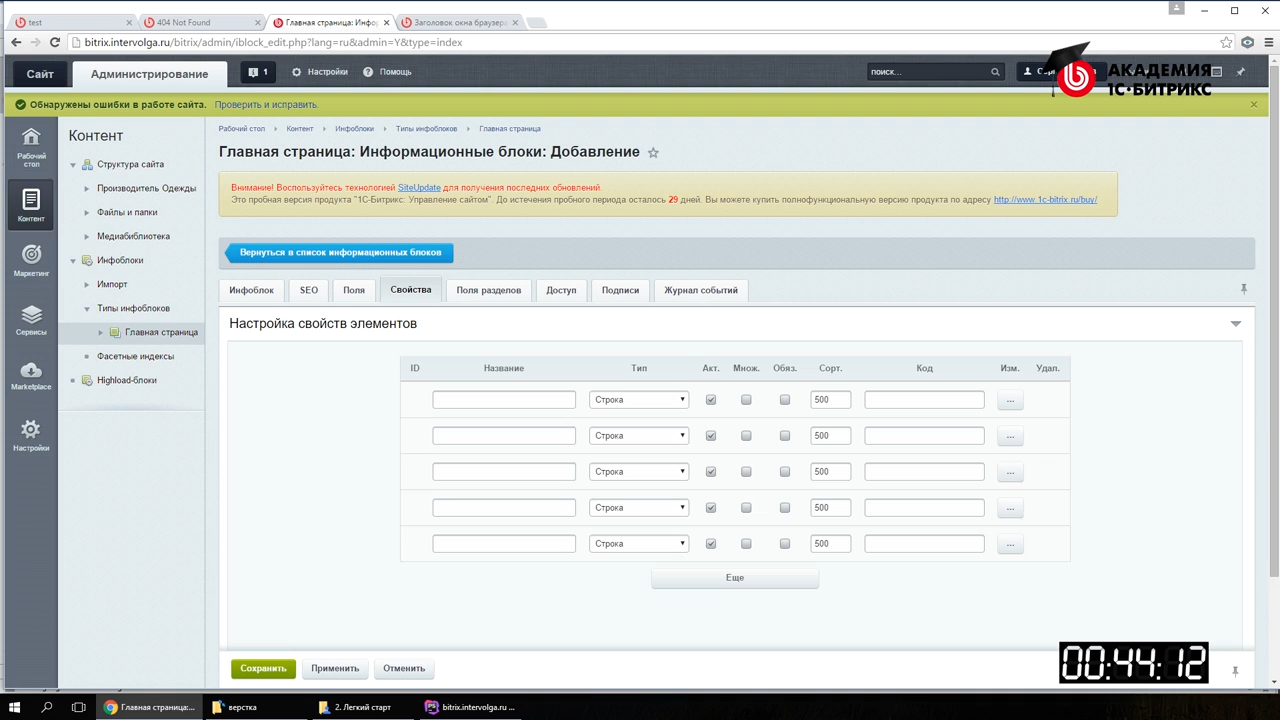 test
404 Not Found
Главная страница: Инфо
Заголовок окна браузера
bitrix.intervolga.ru/bitrix/admin/iblock_edit.php?lang=ru&admin=Y&type=index
Сайт
Администрирование
1
Настройки
Помощь
поиск...
АКАДЕМИЯ
1С·БИТРИКС
Обнаружены ошибки в работе сайта. Проверить и исправить.
Рабочий
стол
Контент
Маркетинг
Сервисы
Marketplace
Настройки
Контент
Структура сайта
Производитель Одежды
Файлы и папки
Медиабиблиотека
Инфоблоки
Импорт
Типы инфоблоков
Главная страница
Фасетные индексы
Highload-блоки
Рабочий стол Контент Инфоблоки Типы инфоблоков Главная страница
Главная страница: Информационные блоки: Добавление
Внимание! Воспользуйтесь технологией SiteUpdate для получения последних обновлений.
Это пробная версия продукта "1С-Битрикс: Управление сайтом". До истечения пробного периода осталось 29 дней. Вы можете купить полнофункциональную версию продукта по адресу http://www.1c-bitrix.ru/buy/
Вернуться в список информационных блоков
Инфоблок SEO Поля Свойства Поля разделов Доступ Подписи Журнал событий
Настройка свойств элементов
ID Название Тип Акт. Множ. Обяз. Сорт. Код Изм. Удал.
Строка 500 ...
Строка 500 ...
Строка 500 ...
Строка 500 ...
Строка 500 ...
Еще
Сохранить Применить Отменить
00:44:12
Главная страница:...
верстка
2. Легкий старт
bitrix.intervolga.ru ...